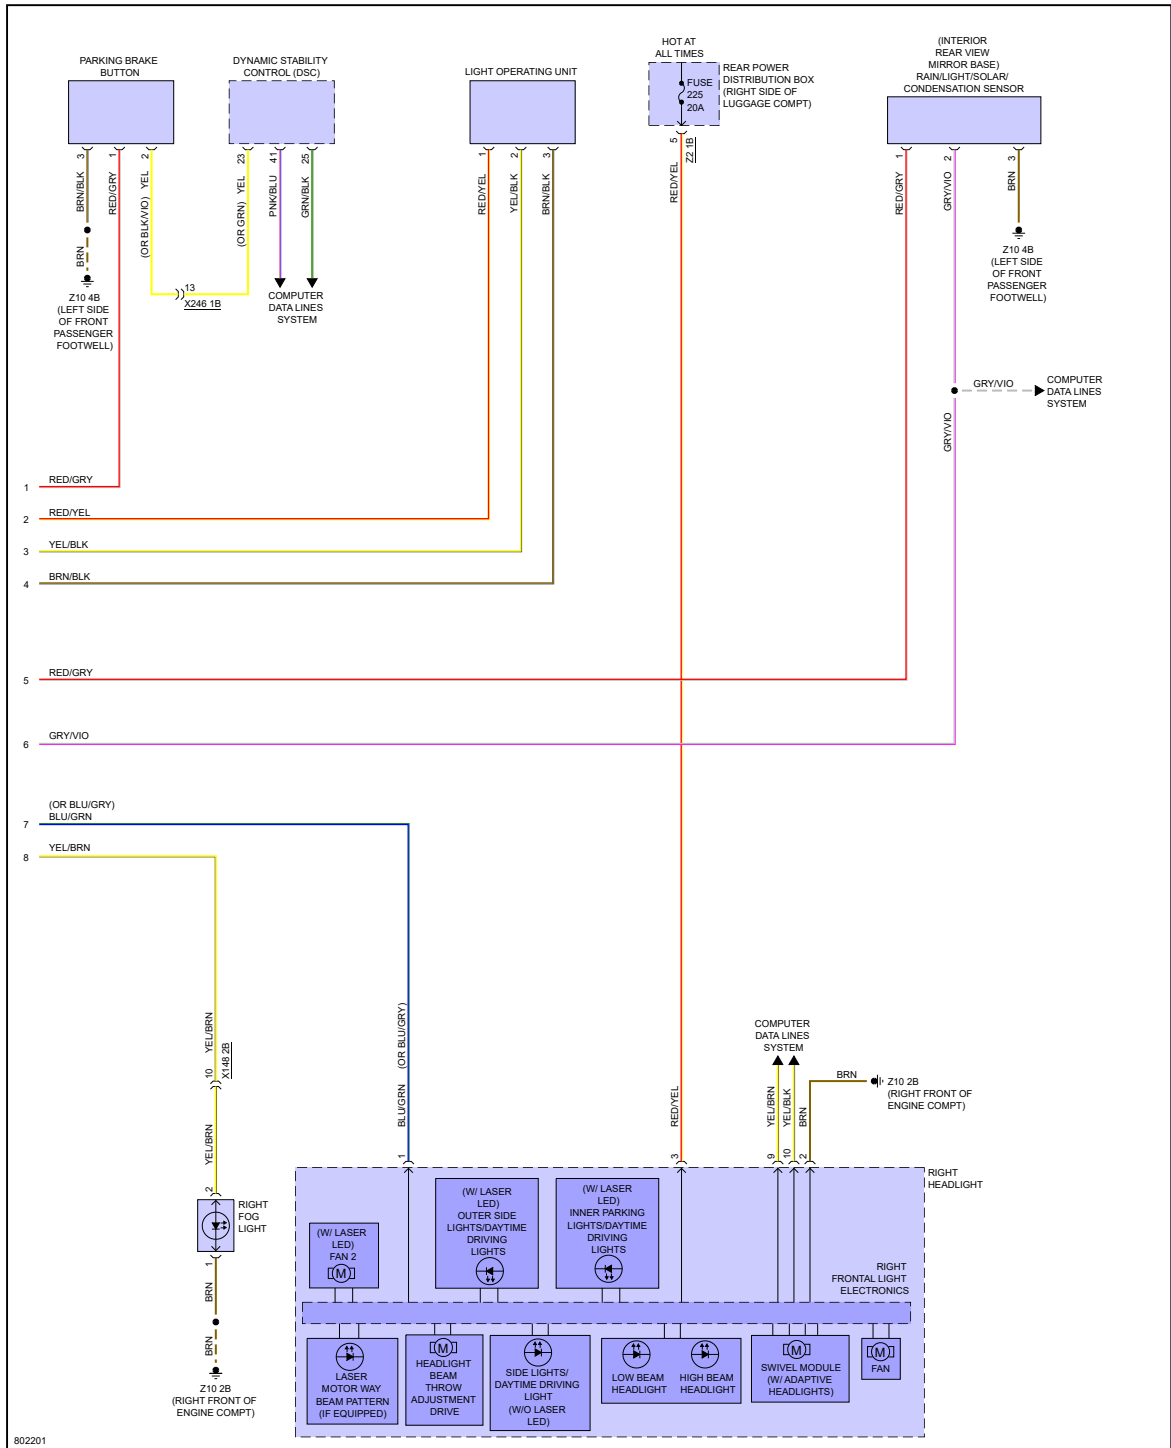 PARKING BRAKE
BUTTON
DYNAMIC STABILITY
CONTROL (DSC)
LIGHT OPERATING UNIT
HOT AT
ALL TIMES
FUSE
225
20A
REAR POWER
DISTRIBUTION BOX
(RIGHT SIDE OF
LUGGAGE COMPT)
(INTERIOR
REAR VIEW
MIRROR BASE)
RAIN/LIGHT/SOLAR/
CONDENSATION SENSOR
3
1
2
23
41
25
1
2
3
5
Z2 1B
1
2
3
BRN/BLK
RED/GRY
(OR BLK/VIO) YEL
(OR GRN) YEL
PNK/BLU
GRN/BLK
RED/YEL
YEL/BLK
BRN/BLK
RED/YEL
RED/GRY
GRY/VIO
BRN
BRN
Z10 4B
(LEFT SIDE
OF FRONT
PASSENGER
FOOTWELL)
13
X246 1B
COMPUTER
DATA LINES
SYSTEM
Z10 4B
(LEFT SIDE
OF FRONT
PASSENGER
FOOTWELL)
GRY/VIO
COMPUTER
DATA LINES
SYSTEM
GRY/VIO
1 RED/GRY
2 RED/YEL
3 YEL/BLK
4 BRN/BLK
5 RED/GRY
6 GRY/VIO
(OR BLU/GRY)
7 BLU/GRN
8 YEL/BRN
YEL/BRN
10
X148 2B
YEL/BRN
2
RIGHT
FOG
LIGHT
1
BRN
BRN
Z10 2B
(RIGHT FRONT OF
ENGINE COMPT)
BLU/GRN (OR BLU/GRY)
1
RED/YEL
3
COMPUTER
DATA LINES
SYSTEM
YEL/BRN
YEL/BLK
BRN
9
10
2
BRN
Z10 2B
(RIGHT FRONT OF
ENGINE COMPT)
RIGHT
HEADLIGHT
(W/ LASER
LED)
FAN 2
M
(W/ LASER
LED)
OUTER SIDE
LIGHTS/DAYTIME
DRIVING
LIGHTS
(W/ LASER
LED)
INNER PARKING
LIGHTS/DAYTIME
DRIVING
LIGHTS
RIGHT
FRONTAL LIGHT
ELECTRONICS
LASER
MOTOR WAY
BEAM PATTERN
(IF EQUIPPED)
M
HEADLIGHT
BEAM
THROW
ADJUSTMENT
DRIVE
SIDE LIGHTS/
DAYTIME DRIVING
LIGHT
(W/O LASER
LED)
LOW BEAM
HEADLIGHT
HIGH BEAM
HEADLIGHT
M
SWIVEL MODULE
(W/ ADAPTIVE
HEADLIGHTS)
M
FAN
802201